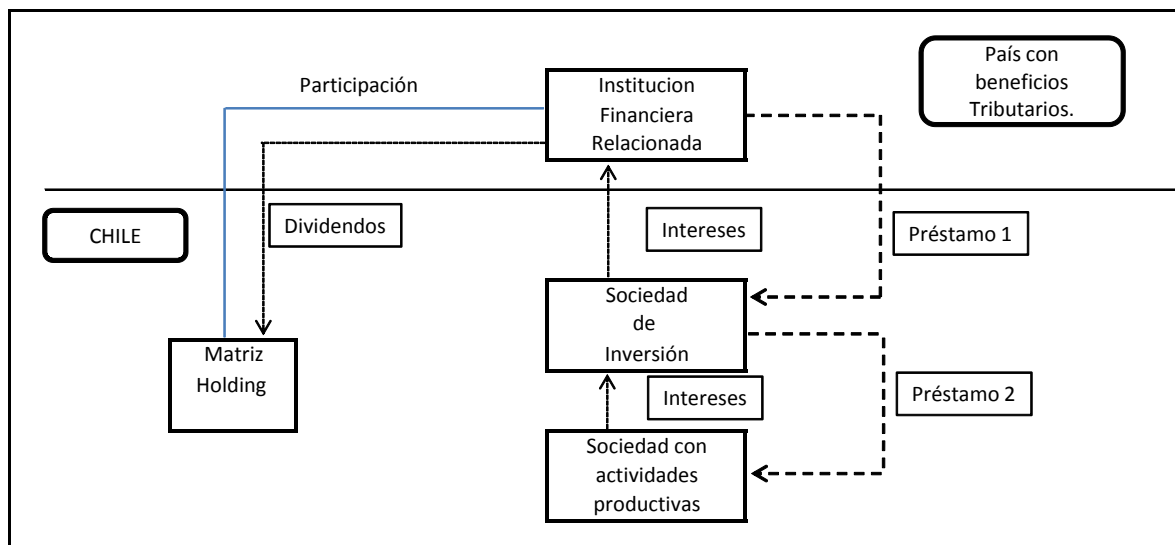 Participación
Institucion
Financiera
Relacionada
País con
beneficios
Tributarios.
CHILE
Dividendos
Intereses
Préstamo 1
Sociedad
de
Inversión
Matriz
Holding
Intereses
Préstamo 2
Sociedad con
actividades
productivas